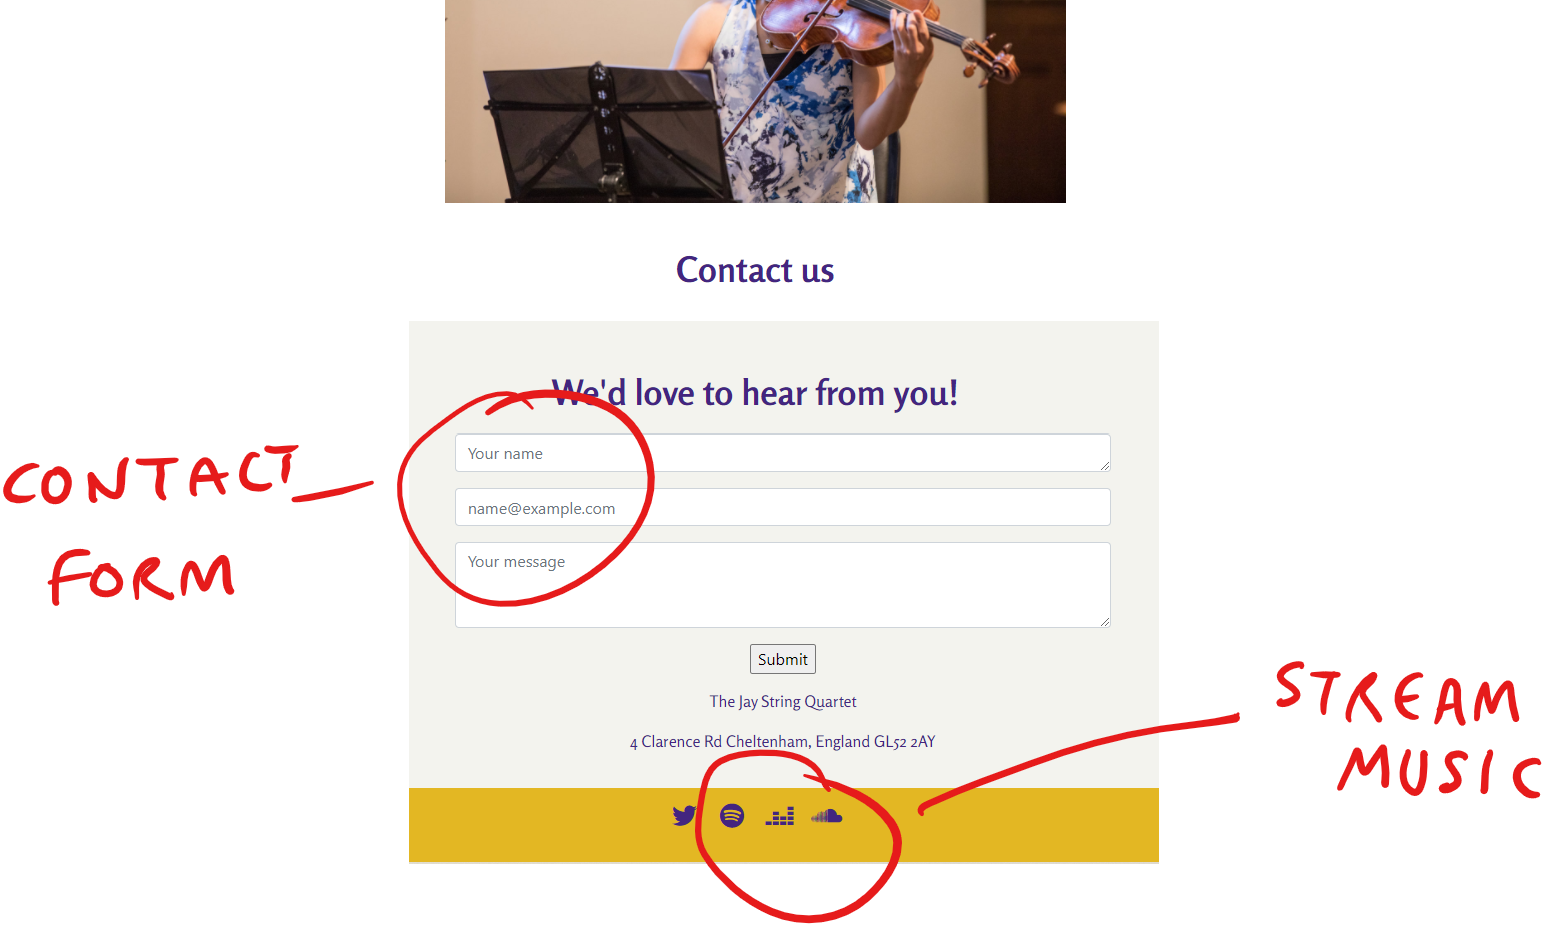 Contact us
We'd love to hear from you!
Your name
CONTACT
name@example.com
FORM
Your message
Submit
The Jay String Quartet
STREAM
4 Clarence Rd Cheltenham, England GL52 2AY
MUSIC